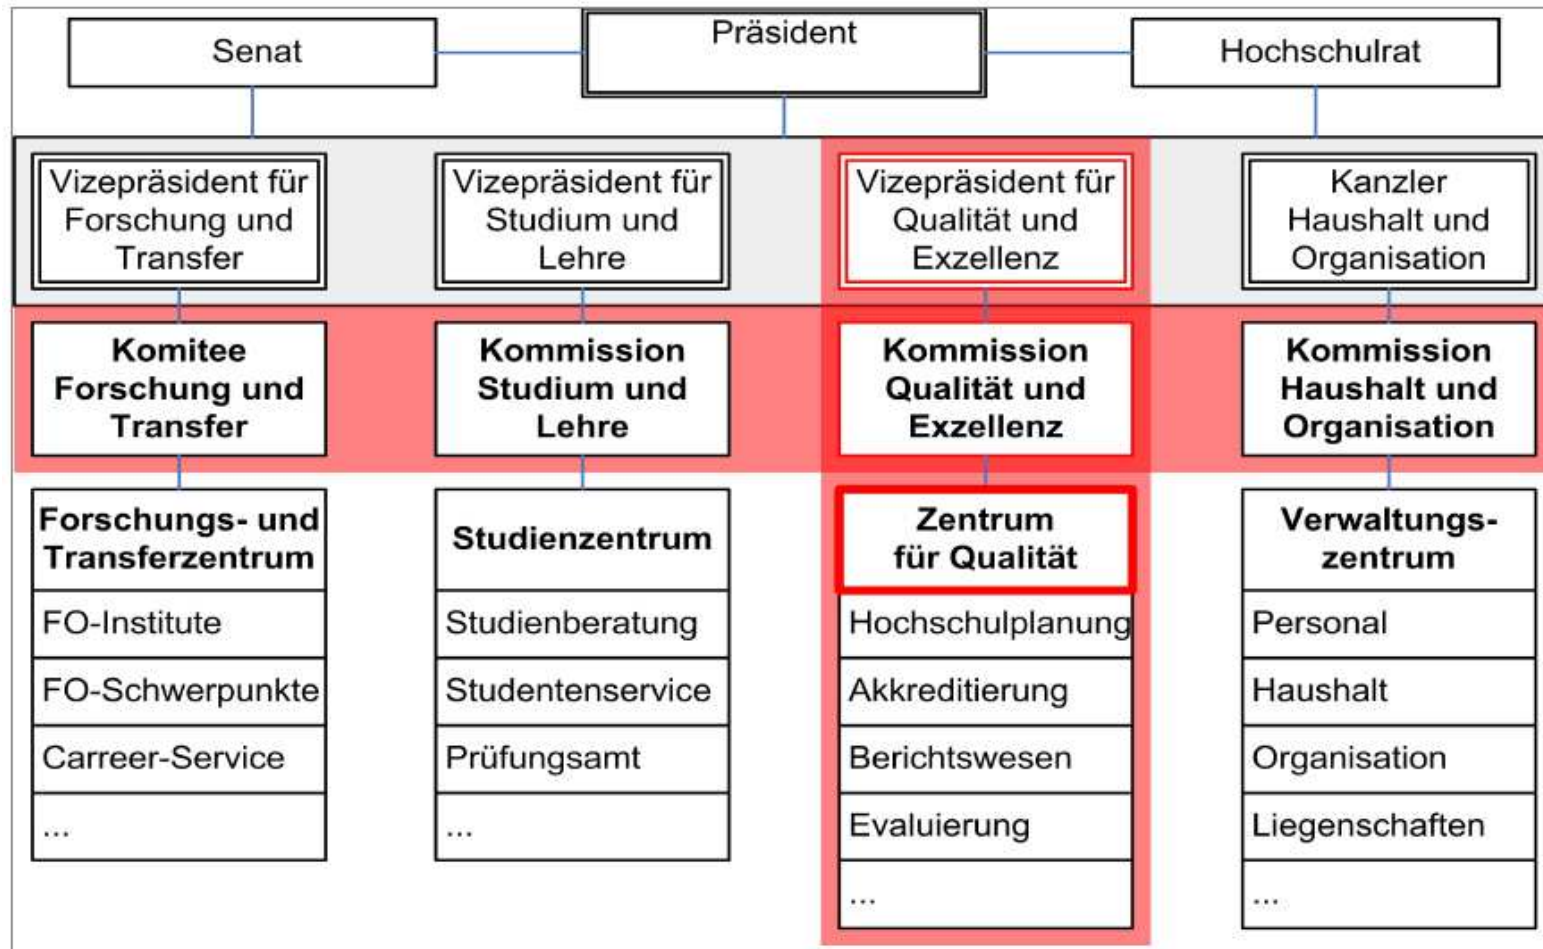 Senat
Präsident
Hochschulrat
Vizepräsident für
Forschung und
Transfer
Vizepräsident für
Studium und
Lehre
Vizepräsident für
Qualität und
Exzellenz
Kanzler
Haushalt und
Organisation
Komitee
Forschung und
Transfer
Kommission
Studium und
Lehre
Kommission
Qualität und
Exzellenz
Kommission
Haushalt und
Organisation
Forschungs- und
Transferzentrum
FO-Institute
FO-Schwerpunkte
Carreer-Service
...
Studienzentrum
Studienberatung
Studentenservice
Prüfungsamt
...
Zentrum
für Qualität
Hochschulplanung
Akkreditierung
Berichtswesen
Evaluierung
...
Verwaltungs-
zentrum
Personal
Haushalt
Organisation
Liegenschaften
...